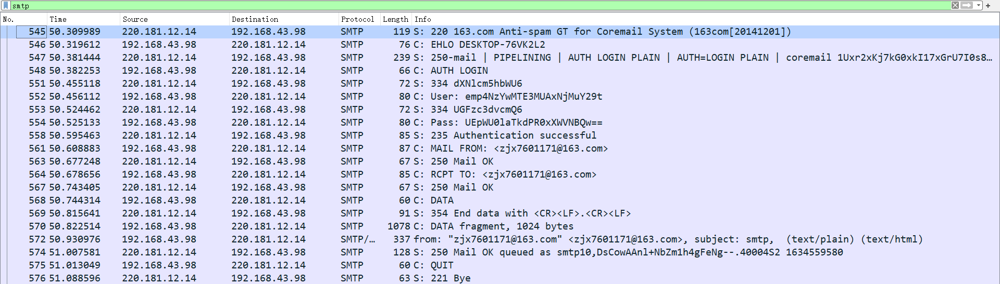 smtp
No. Time Source Destination Protocol Length Info
545 50.309989 220.181.12.14 192.168.43.98 SMTP 119 S: 220 163.com Anti-spam GT for Coremail System (163com[20141201])
546 50.319612 192.168.43.98 220.181.12.14 SMTP 76 C: EHLO DESKTOP-76VK2L2
547 50.381444 220.181.12.14 192.168.43.98 SMTP 239 S: 250-mail | PIPELINING | AUTH LOGIN PLAIN | AUTH=LOGIN PLAIN | coremail 1Uxr2xKj7kG0xkI17xGrU7I0s8…
548 50.382253 192.168.43.98 220.181.12.14 SMTP 66 C: AUTH LOGIN
551 50.455118 220.181.12.14 192.168.43.98 SMTP 72 S: 334 dXNlcm5hbWU6
552 50.456112 192.168.43.98 220.181.12.14 SMTP 80 C: User: emp4NzYwMTE3MUAxNjMuY29t
553 50.524462 220.181.12.14 192.168.43.98 SMTP 72 S: 334 UGFzc3dvcmQ6
554 50.525133 192.168.43.98 220.181.12.14 SMTP 80 C: Pass: UEpWU0laTkdPR0xXWVNBQw==
558 50.595463 220.181.12.14 192.168.43.98 SMTP 85 S: 235 Authentication successful
561 50.608883 192.168.43.98 220.181.12.14 SMTP 87 C: MAIL FROM: <zjx7601171@163.com>
563 50.677248 220.181.12.14 192.168.43.98 SMTP 67 S: 250 Mail OK
564 50.678656 192.168.43.98 220.181.12.14 SMTP 85 C: RCPT TO: <zjx7601171@163.com>
567 50.743405 220.181.12.14 192.168.43.98 SMTP 67 S: 250 Mail OK
568 50.744314 192.168.43.98 220.181.12.14 SMTP 60 C: DATA
569 50.815641 220.181.12.14 192.168.43.98 SMTP 91 S: 354 End data with <CR><LF>.<CR><LF>
570 50.822514 192.168.43.98 220.181.12.14 SMTP 1078 C: DATA fragment, 1024 bytes
572 50.930976 192.168.43.98 220.181.12.14 SMTP/… 337 from: "zjx7601171@163.com" <zjx7601171@163.com>, subject: smtp, (text/plain) (text/html)
574 51.007581 220.181.12.14 192.168.43.98 SMTP 128 S: 250 Mail OK queued as smtp10,DsCowAAnl+NbZm1h4gFeNg--.40004S2 1634559580
575 51.013049 192.168.43.98 220.181.12.14 SMTP 60 C: QUIT
576 51.088596 220.181.12.14 192.168.43.98 SMTP 63 S: 221 Bye